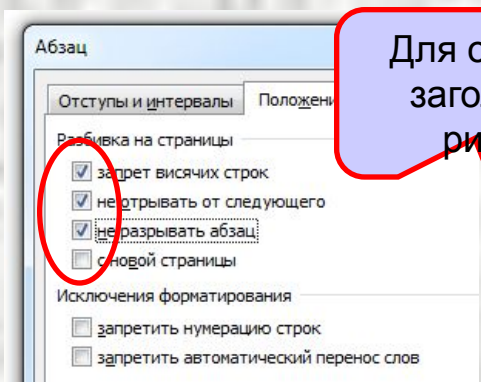 Абзац
Для
Отступы и интервалы
Разбивка на страницы
запрет висячих строк
не отрывать от следующего
не разрывать абзац
с новой страницы
Исключения форматирования
запретить нумерацию строк
запретить автоматический перенос слов